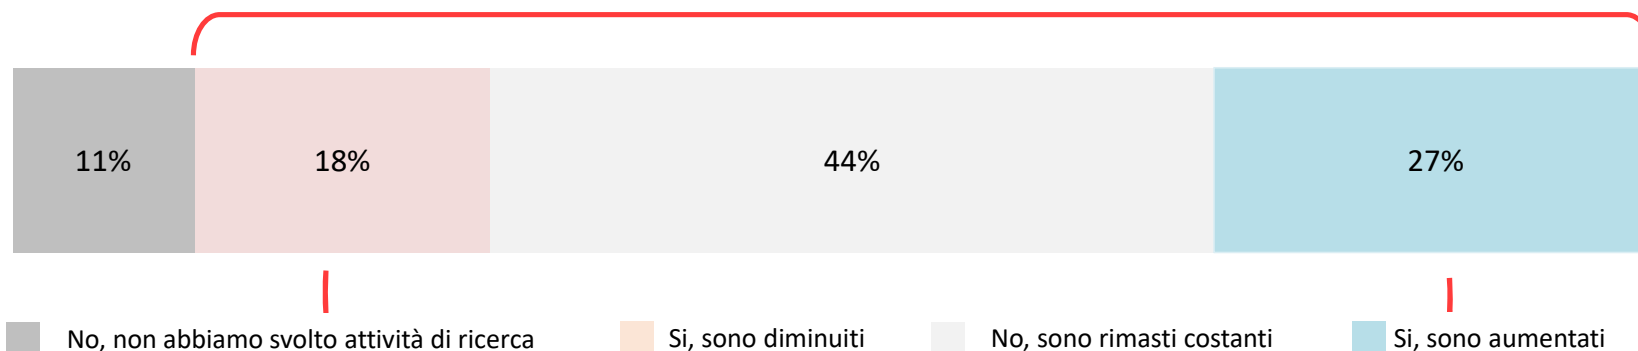 11% 18% 44% 27%
No, non abbiamo svolto attività di ricerca Si, sono diminuiti No, sono rimasti costanti Si, sono aumentati